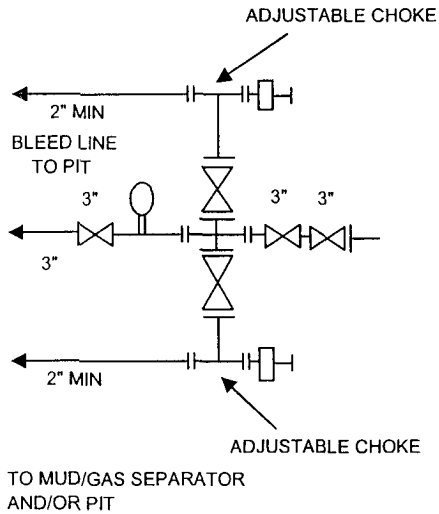 ADJUSTABLE CHOKE
2" MIN
BLEED LINE
TO PIT
3"
3" 3"
3"
2" MIN
ADJUSTABLE CHOKE
TO MUD/GAS SEPARATOR
AND/OR PIT